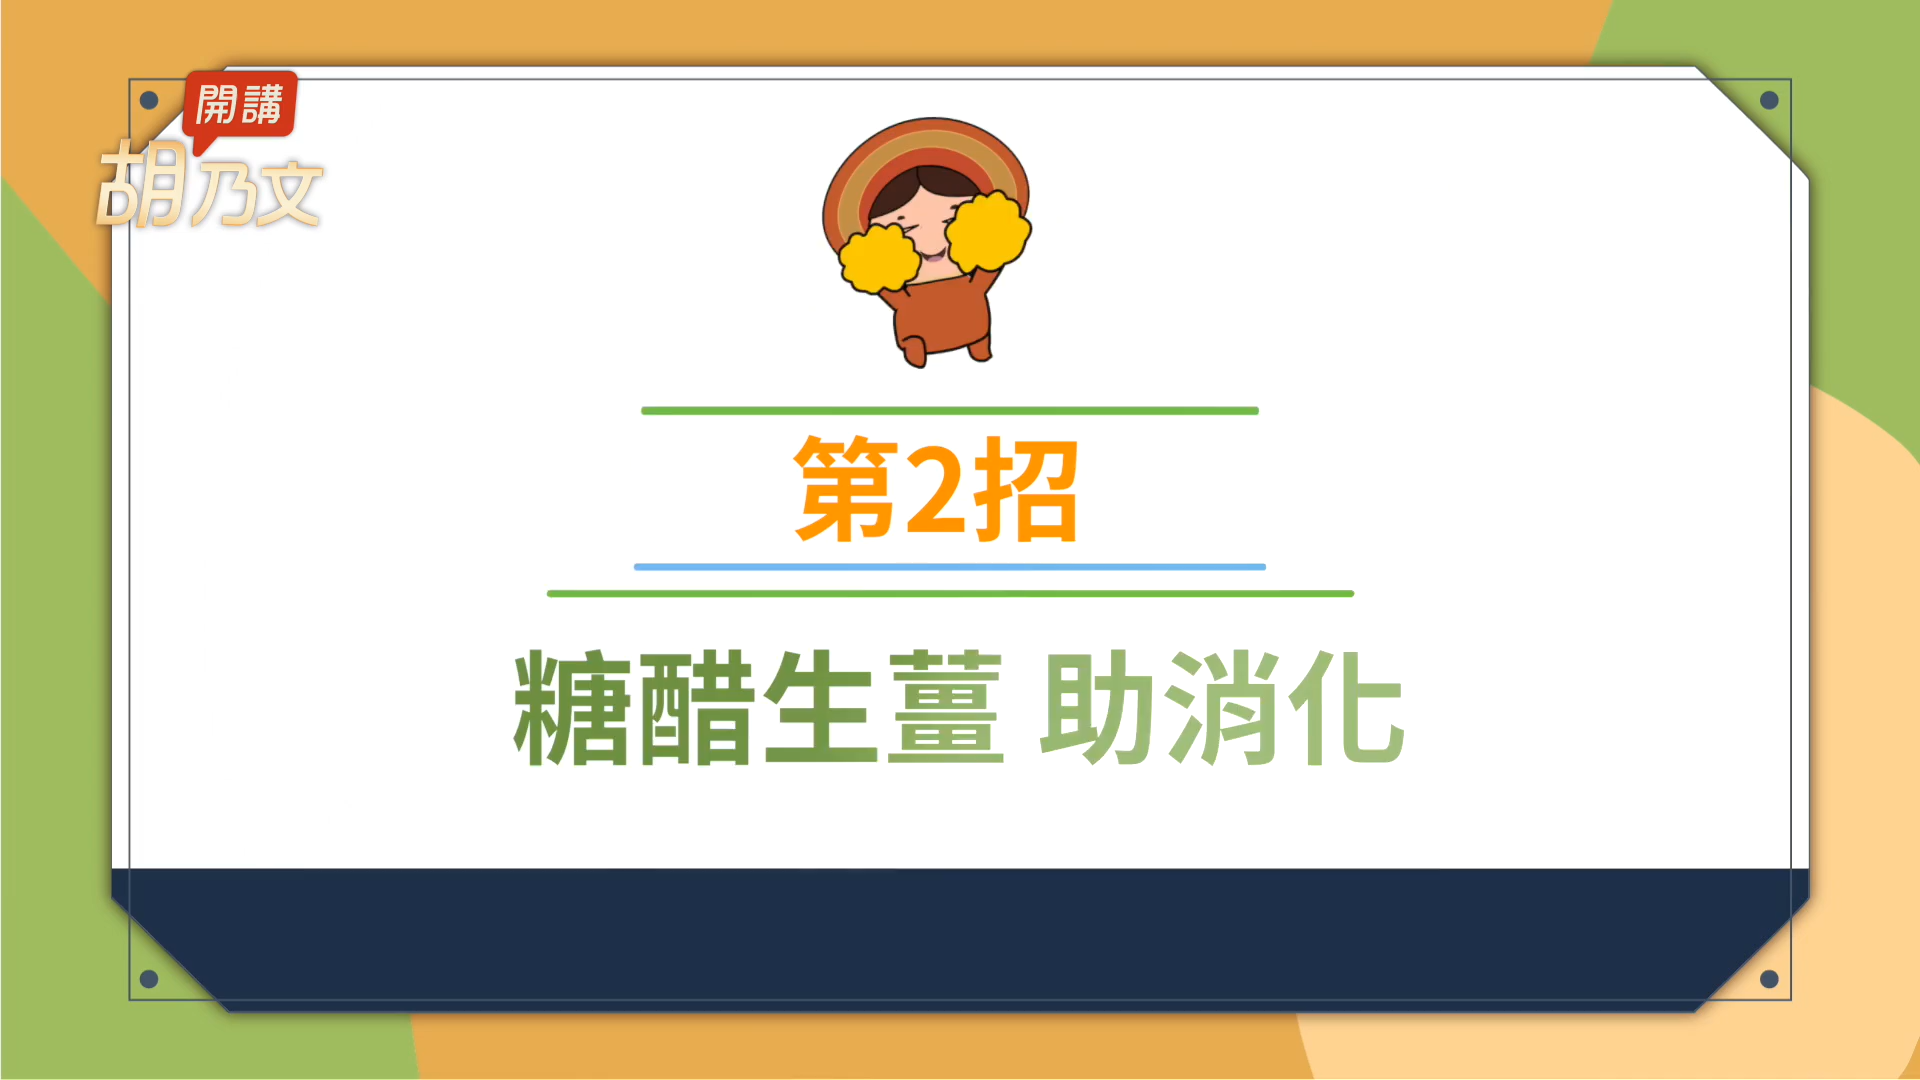 開講
胡乃文
第2招
糖醋生薑 助消化